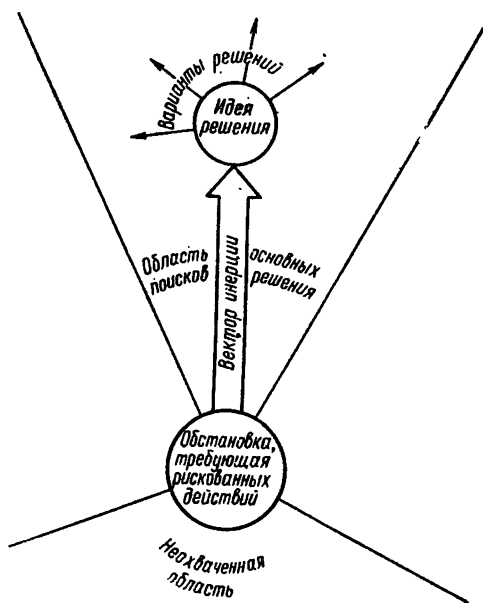 Варианты решений
Идея
решения
Область
поисков
основных
решения
Вектор инерции
Обстановка,
требующая
рискованных
действий
Неохваченная
область